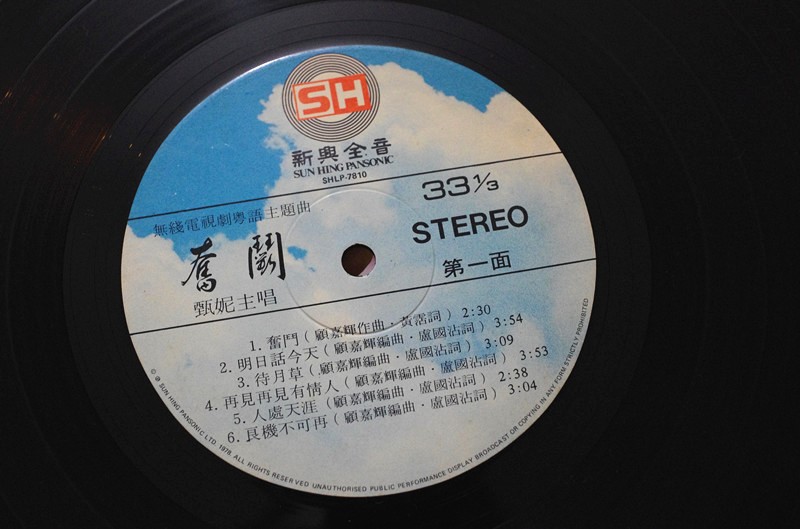 SH
新興全音
SUN HING PANSONIC
SHLP-7810
33 1/3
STEREO
第一面
無綫電視劇粵語主題曲
奮鬭
甄妮主唱
1. 奮鬥(顧嘉輝作曲·黃霑詞) 2:30
2. 明日話今天(顧嘉輝編曲·盧國沾詞) 3:54
3. 待月草(顧嘉輝編曲·盧國沾詞) 3:09
4. 再見再見有情人(顧嘉輝編曲·盧國沾詞) 3:53
5. 人處天涯(顧嘉輝編曲·盧國沾詞) 2:38
6. 良機不可再(顧嘉輝編曲·盧國沾詞) 3:04
© ℗ SUN HING PANSONIC LTD. 1978. ALL RIGHTS RESERVED UNAUTHORISED PUBLIC PERFORMANCE DISPLAY BROADCAST OR COPYING IN ANY FORM STRICTLY PROHIBITED